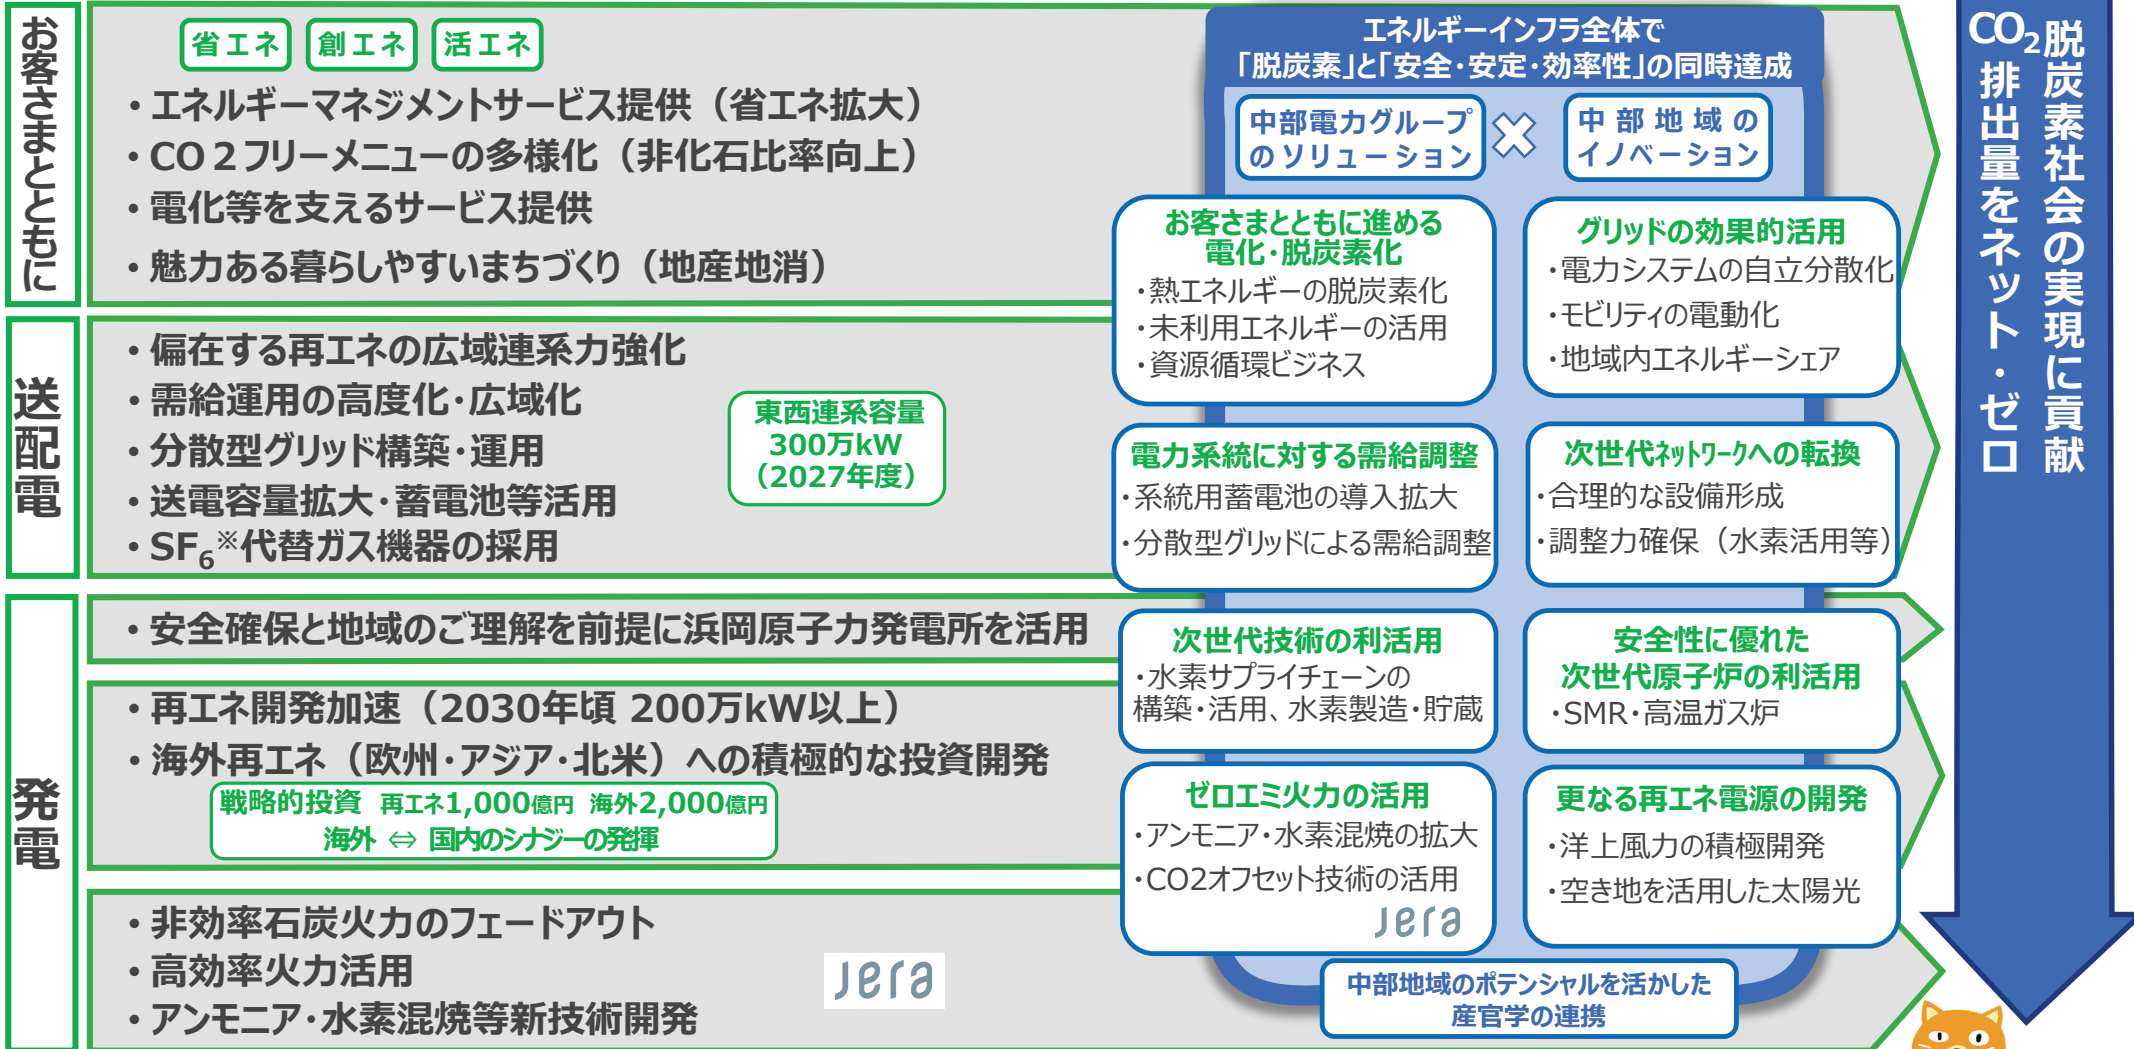 お客さまとともに
省エネ 創エネ 活エネ
・エネルギーマネジメントサービス提供（省エネ拡大）
・CO２フリーメニューの多様化（非化石比率向上）
・電化等を支えるサービス提供
・魅力ある暮らしやすいまちづくり（地産地消）
送配電
・偏在する再エネの広域連系力強化
・需給運用の高度化・広域化
・分散型グリッド構築・運用
・送電容量拡大・蓄電池等活用
・SF₆※代替ガス機器の採用
東西連系容量
300万kW
（2027年度）
発電
・安全確保と地域のご理解を前提に浜岡原子力発電所を活用
・再エネ開発加速（2030年頃 200万kW以上）
・海外再エネ（欧州・アジア・北米）への積極的な投資開発
戦略的投資 再エネ1,000億円 海外2,000億円
海外 ⇔ 国内のシナジーの発揮
・非効率石炭火力のフェードアウト
・高効率火力活用
・アンモニア・水素混焼等新技術開発
Jera
エネルギーインフラ全体で
「脱炭素」と「安全・安定・効率性」の同時達成
中部電力グループ
のソリューション
中部地域の
イノベーション
お客さまとともに進める
電化・脱炭素化
・熱エネルギーの脱炭素化
・未利用エネルギーの活用
・資源循環ビジネス
グリッドの効果的活用
・電力システムの自立分散化
・モビリティの電動化
・地域内エネルギーシェア
電力系統に対する需給調整
・系統用蓄電池の導入拡大
・分散型グリッドによる需給調整
次世代ネットワークへの転換
・合理的な設備形成
・調整力確保（水素活用等）
次世代技術の利活用
・水素サプライチェーンの
構築・活用、水素製造・貯蔵
安全性に優れた
次世代原子炉の利活用
・SMR・高温ガス炉
ゼロエミ火力の活用
・アンモニア・水素混焼の拡大
・CO2オフセット技術の活用
Jera
更なる再エネ電源の開発
・洋上風力の積極開発
・空き地を活用した太陽光
中部地域のポテンシャルを活かした
産官学の連携
脱炭素社会の実現に貢献
CO₂排出量をネット・ゼロ